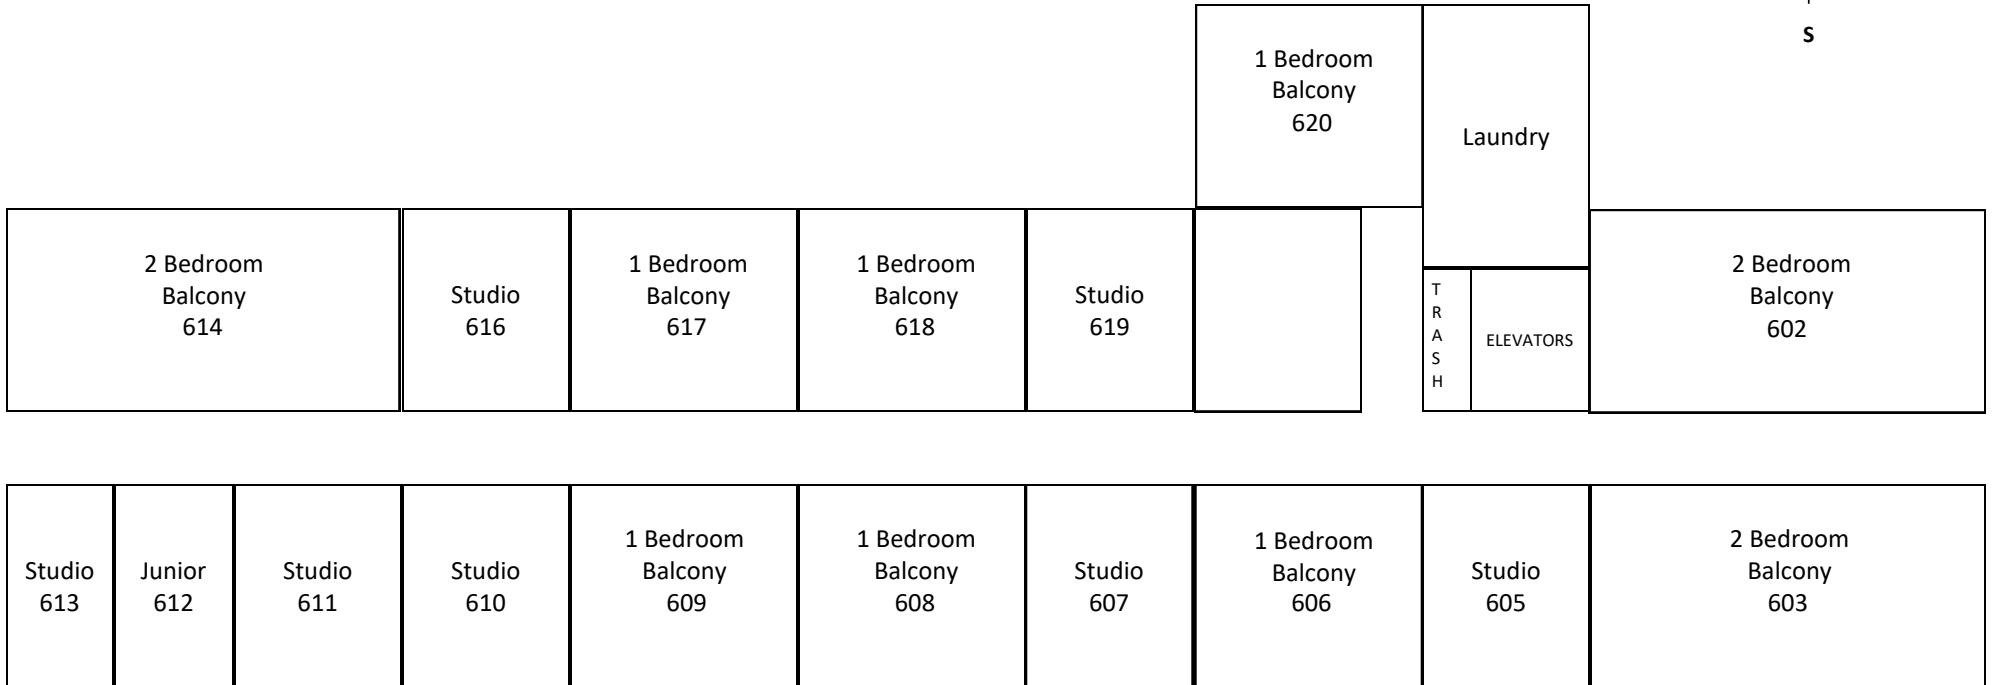 S
1 Bedroom
Balcony
620
Laundry
2 Bedroom
Balcony
614
Studio
616
1 Bedroom
Balcony
617
1 Bedroom
Balcony
618
Studio
619
T
R
A
S
H
ELEVATORS
2 Bedroom
Balcony
602
Studio
613
Junior
612
Studio
611
Studio
610
1 Bedroom
Balcony
609
1 Bedroom
Balcony
608
Studio
607
1 Bedroom
Balcony
606
Studio
605
2 Bedroom
Balcony
603